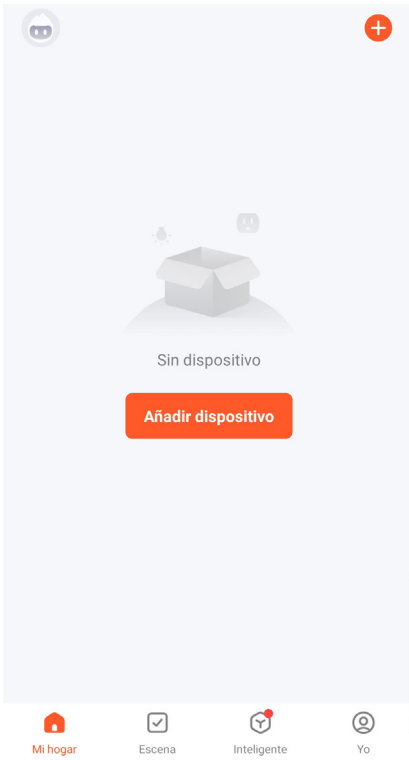 Sin dispositivo
Añadir dispositivo
Mi hogar
Escena
Inteligente
Yo